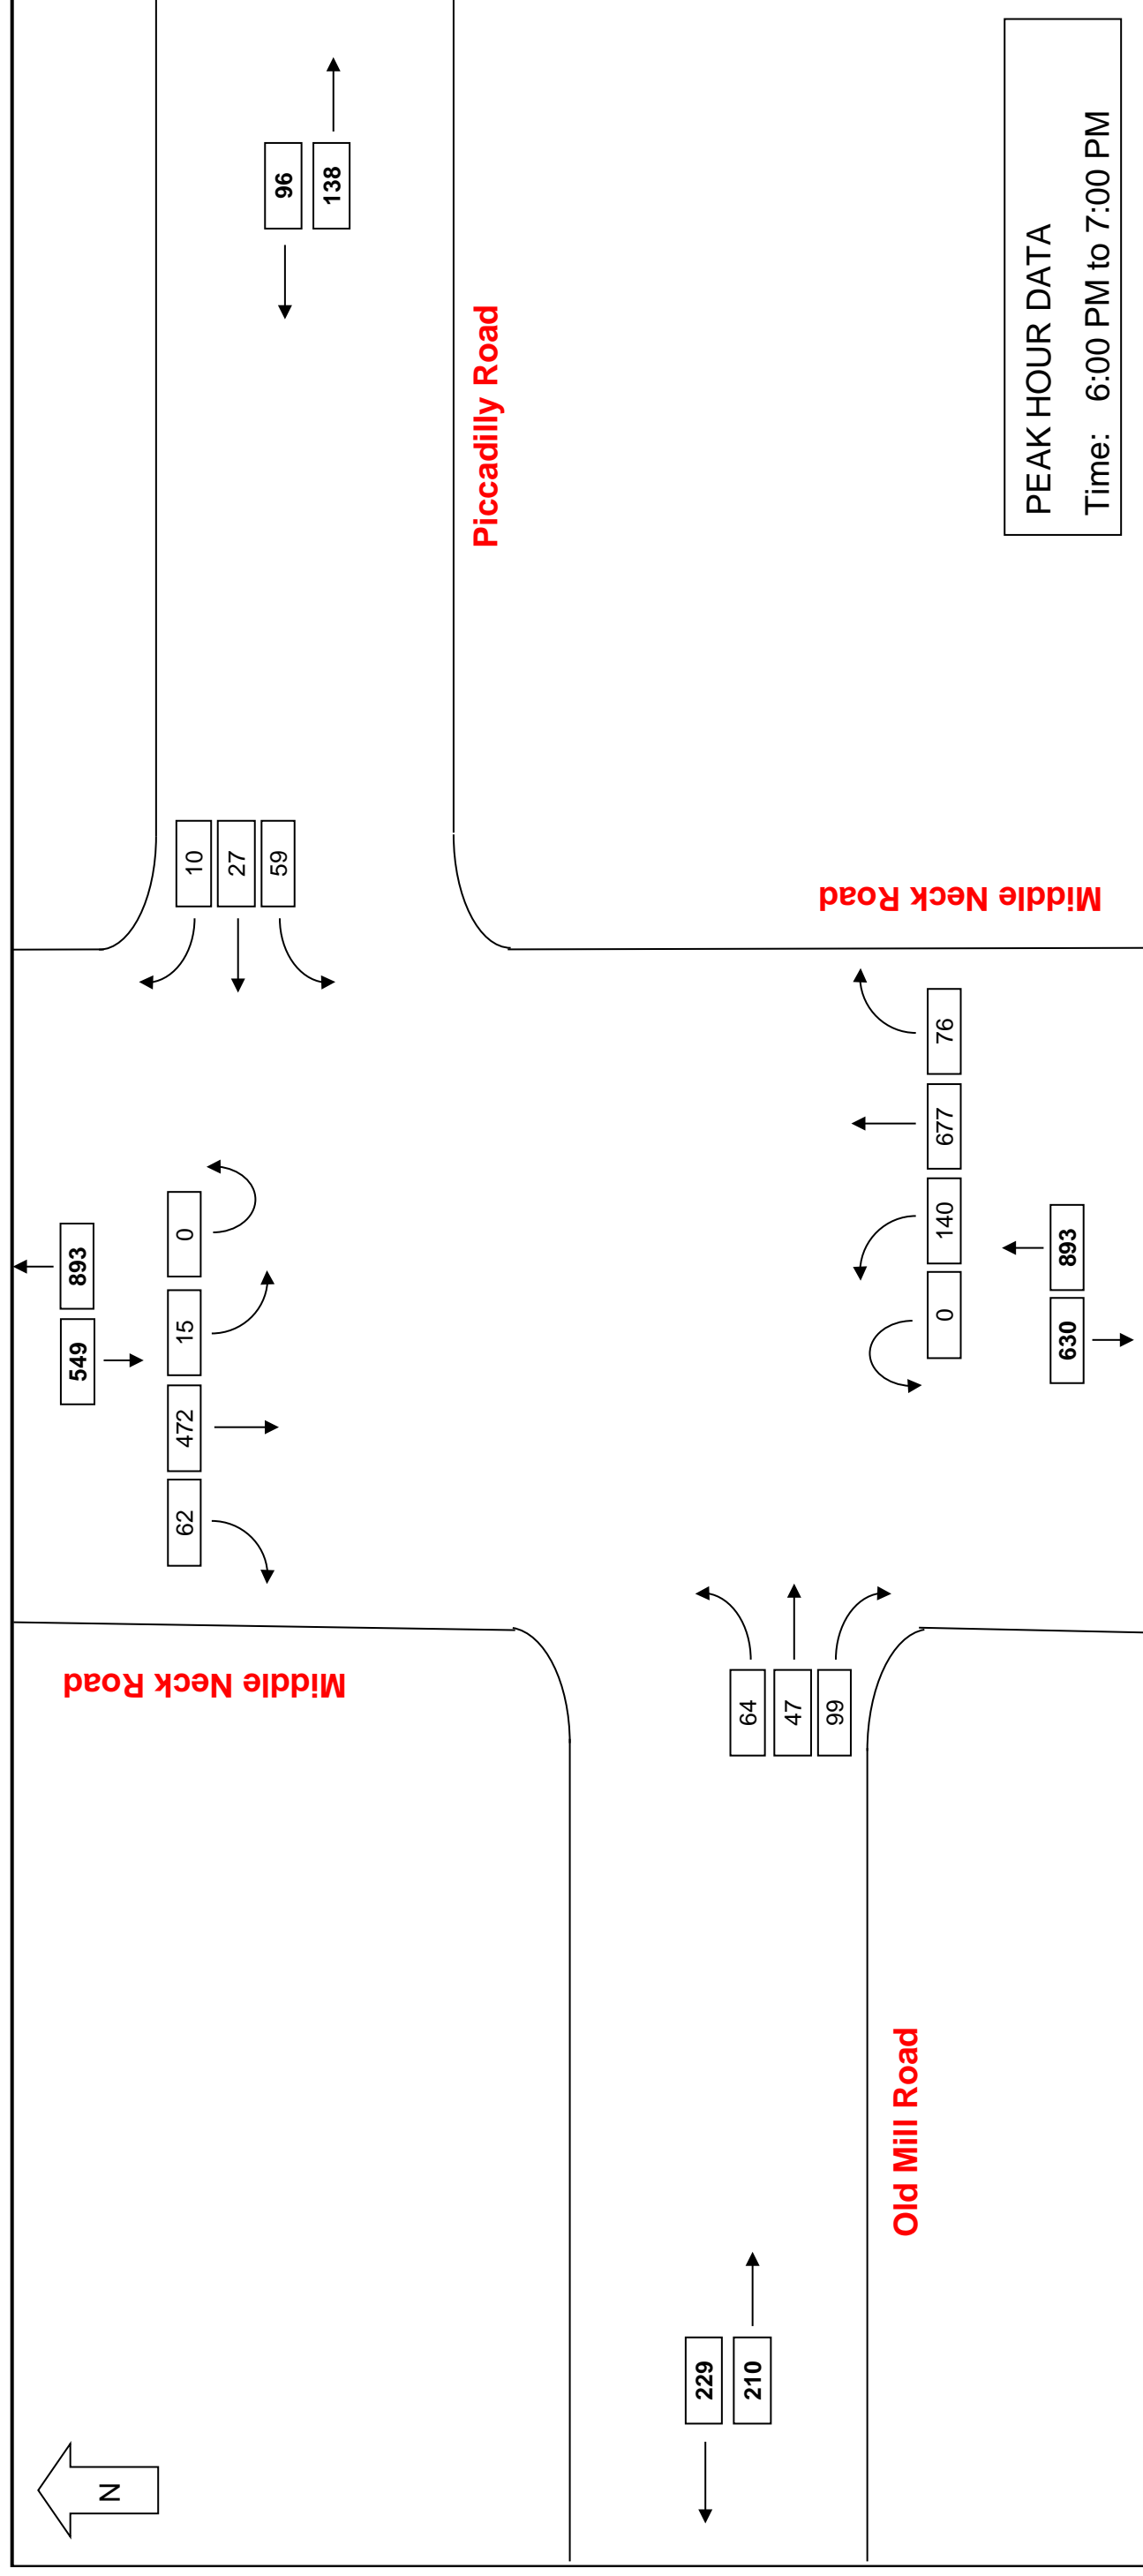 N
549 893
62 472 15 0
Middle Neck Road
10
27
59
96
138
Piccadilly Road
229
210
64
47
99
Old Mill Road
0 140 677 76
Middle Neck Road
630 893
PEAK HOUR DATA
Time: 6:00 PM to 7:00 PM